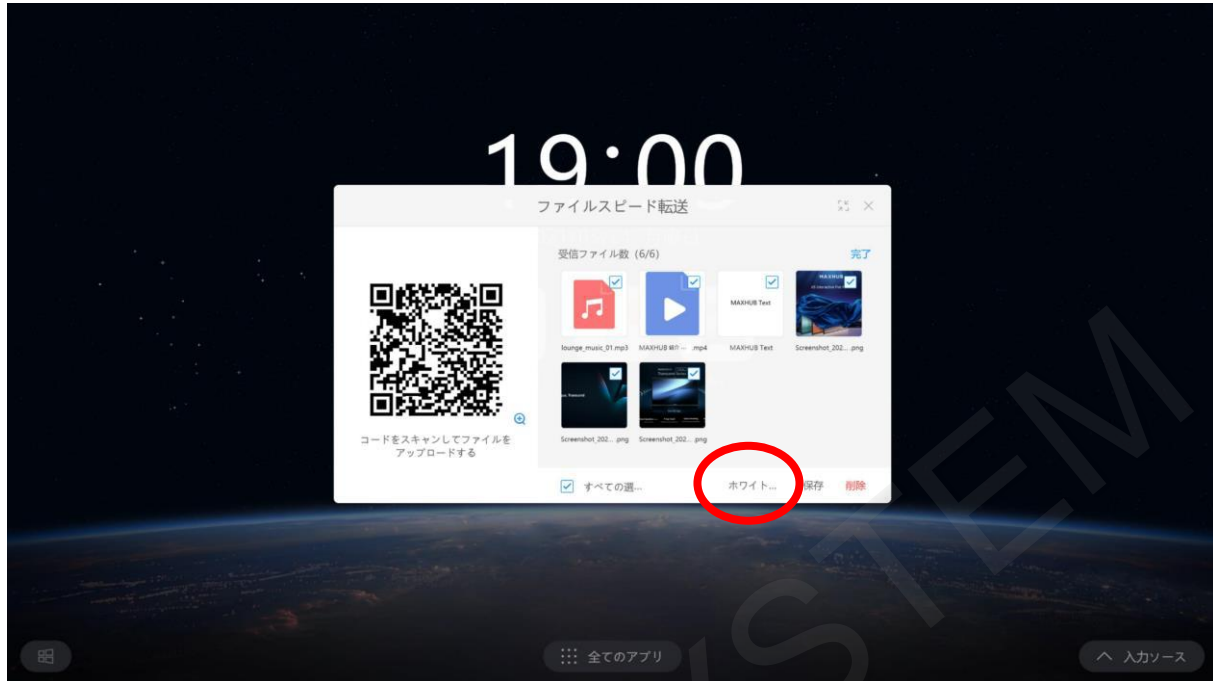 19:00
ファイルスピード転送
受信ファイル数 (6/6)
完了
MAXHUB Text
MAXHUB
lounge_music_01.mp3
MAXHUB
.mp4
MAXHUB Text
Screenshot_202... .png
Screenshot_202... .png
Screenshot_202... .png
コードをスキャンしてファイルを
アップロードする
すべての選...
ホワイト...
保存
削除
全てのアプリ
入力ソース
STEM